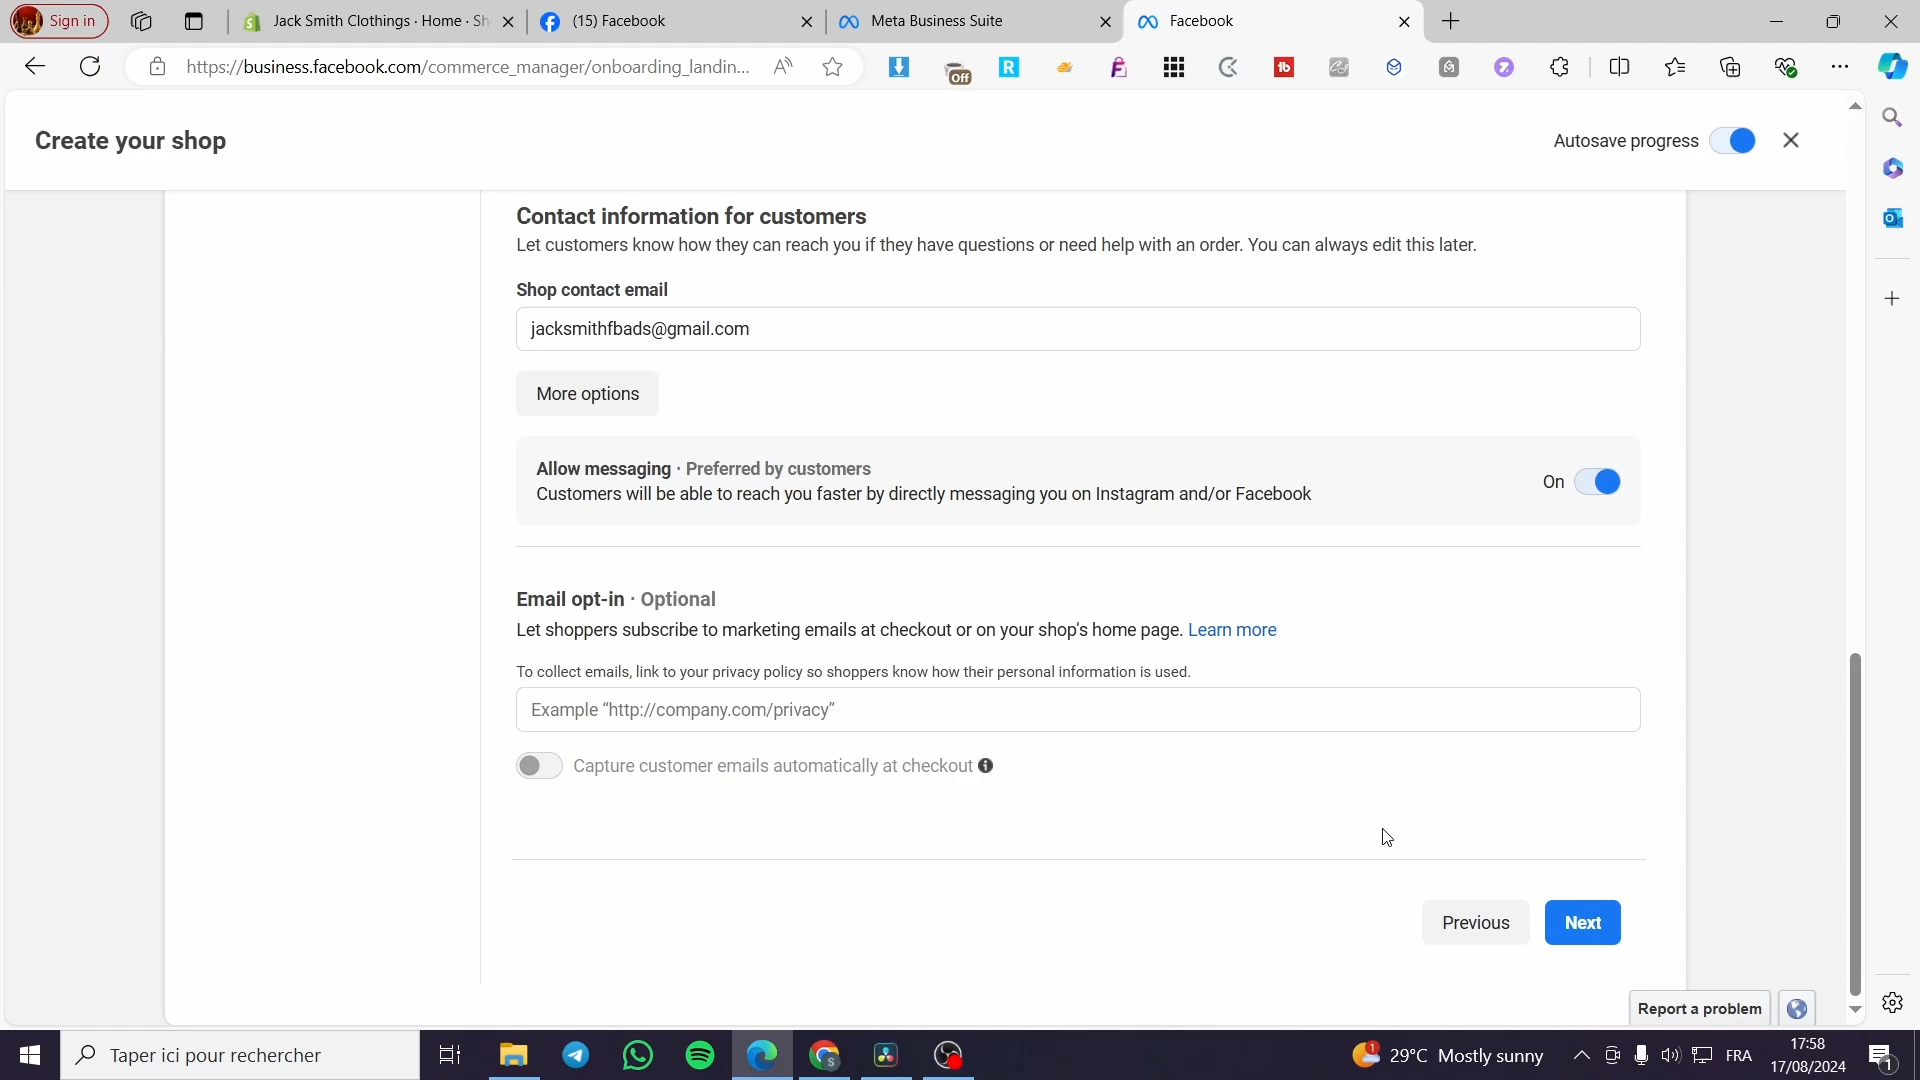 Sign in
Jack Smith Clothings · Home · Sh
(15) Facebook
Meta Business Suite
Facebook
https://business.facebook.com/commerce_manager/onboarding_landin...
Off
Create your shop
Autosave progress
Contact information for customers
Let customers know how they can reach you if they have questions or need help with an order. You can always edit this later.
Shop contact email
jacksmithfbads@gmail.com
More options
Allow messaging · Preferred by customers
Customers will be able to reach you faster by directly messaging you on Instagram and/or Facebook
On
Email opt-in · Optional
Let shoppers subscribe to marketing emails at checkout or on your shop's home page. Learn more
To collect emails, link to your privacy policy so shoppers know how their personal information is used.
Example “http://company.com/privacy”
Capture customer emails automatically at checkout
Previous
Next
Report a problem
Taper ici pour rechercher
29°C Mostly sunny
FRA
17:58
17/08/2024